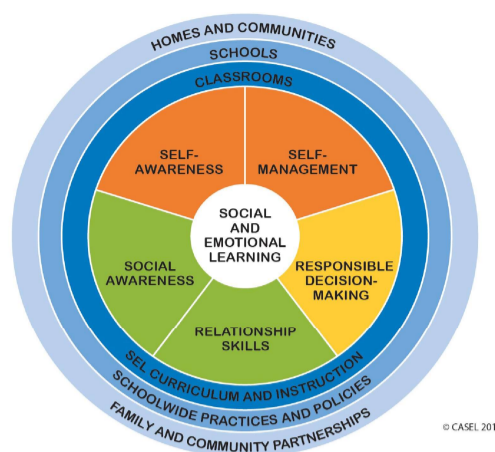 HOMES AND COMMUNITIES
SCHOOLS
CLASSROOMS
SELF-
AWARENESS
SELF-
MANAGEMENT
SOCIAL
AND
EMOTIONAL
LEARNING
SOCIAL
AWARENESS
RESPONSIBLE
DECISION-
MAKING
RELATIONSHIP
SKILLS
SEL CURRICULUM AND INSTRUCTION
SCHOOLWIDE PRACTICES AND POLICIES
FAMILY AND COMMUNITY PARTNERSHIPS
© CASEL 201